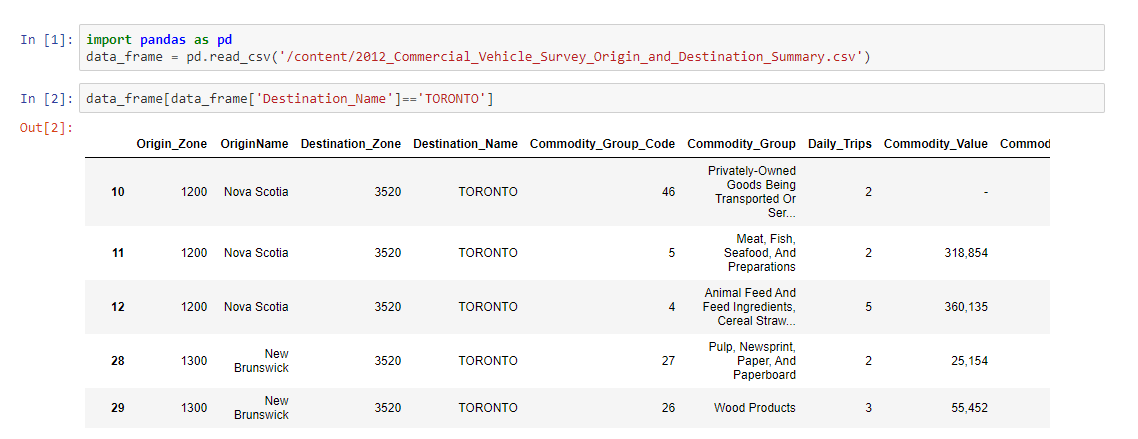 In [1]: import pandas as pd
data_frame = pd.read_csv('/content/2012_Commercial_Vehicle_Survey_Origin_and_Destination_Summary.csv')
In [2]: data_frame[data_frame['Destination_Name']=='TORONTO']
Out[2]:
Origin_Zone OriginName Destination_Zone Destination_Name Commodity_Group_Code Commodity_Group Daily_Trips Commodity_Value Commod
Privately-Owned
Goods Being
10 1200 Nova Scotia 3520 TORONTO 46 Transported Or 2 -
Ser...
Meat, Fish,
11 1200 Nova Scotia 3520 TORONTO 5 Seafood, And 2 318,854
Preparations
Animal Feed And
12 1200 Nova Scotia 3520 TORONTO 4 Feed Ingredients, 5 360,135
Cereal Straw...
Pulp, Newsprint,
28 1300 New Brunswick 3520 TORONTO 27 Paper, And 2 25,154
Paperboard
29 1300 New Brunswick 3520 TORONTO 26 Wood Products 3 55,452